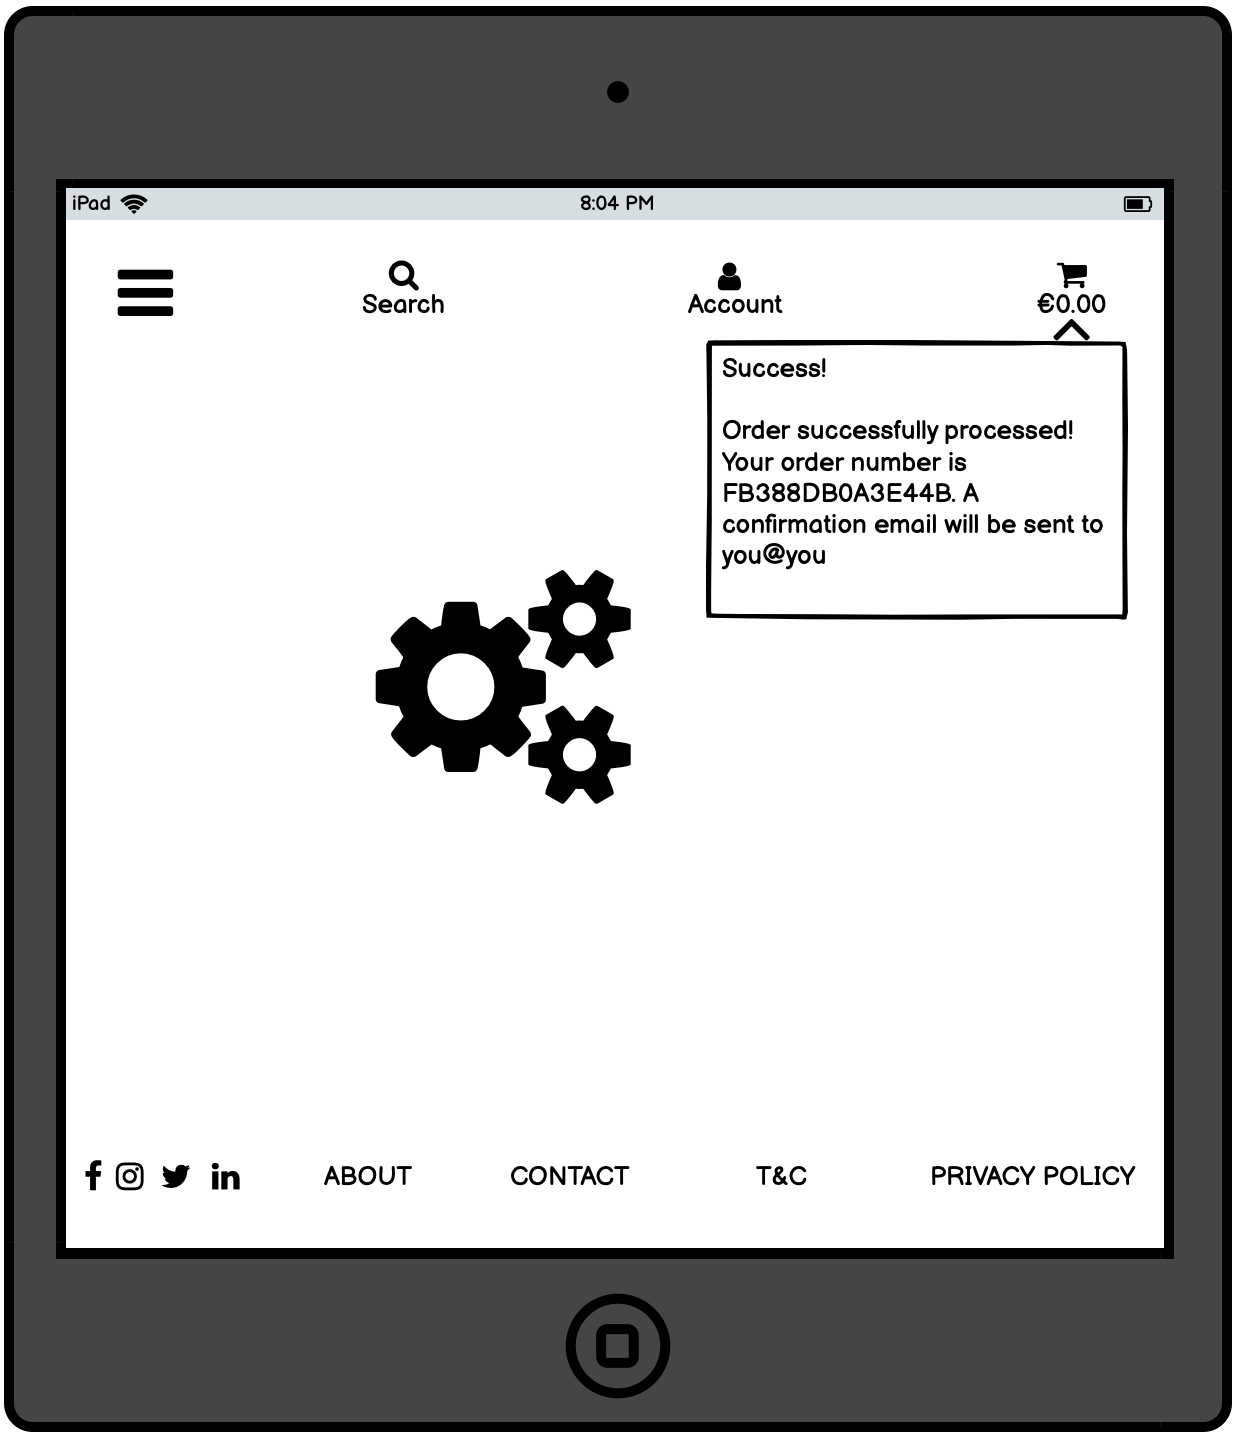 iPad 8:04 PM
Search Account €0.00
Success!
Order successfully processed!
Your order number is
FB388DB0A3E44B. A
confirmation email will be sent to
you@you
ABOUT CONTACT T&C PRIVACY POLICY